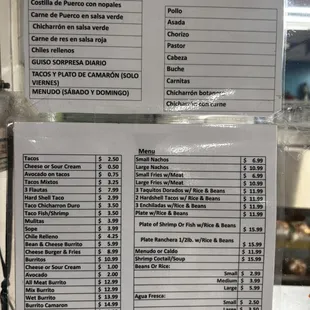 Costilla de Puerco con nopales
Carne de Puerco en salsa verde
Chicharrón en salsa verde
Carne de res en salsa roja
Chiles rellenos
GUISO SORPRESA DIARIO
TACOS Y PLATO DE CAMARÓN (SOLO
VIERNES)
MENUDO (SÁBADO Y DOMINGO)
Pollo
Asada
Chorizo
Pastor
Cabeza
Buche
Carnitas
Chicharrón botanero
Chicharrón con carne
Menu
Tacos $ 2.50
Cheese or Sour Cream $ 0.50
Avocado on tacos $ 0.75
Tacos Mixtos $ 3.25
3 Flautas $ 7.99
Hard Shell Taco $ 2.99
Taco Chicharron Duro $ 3.50
Taco Fish/Shrimp $ 3.50
Mulitas $ 3.99
Sope $ 3.99
Chile Relleno $ 4.25
Bean & Cheese Burrito $ 5.99
Cheese Burger & Fries $ 8.99
Burritos $ 10.99
Cheese or Sour Cream $ 1.00
Avocado $ 2.00
All Meat Burrito $ 11.99
Mix Burrito $ 12.99
Wet Burrito $ 13.99
Burrito Camaron $ 14.99
Small Nachos $ 6.99
Large Nachos $ 10.99
Small Fries w/Meat $ 6.99
Large Fries w/Meat $ 10.99
3 Taquitos Dorados w/Rice & Beans $ 11.99
2 Hardshell Tacos w/ Rice & Beans $ 11.99
3 Enchiladas w/Rice & Beans $ 11.99
Plate w/Rice & Beans $ 11.99
Plate of Shrimp Or Fish w/Rice & Beans $ 15.99
Plate Ranchera 1/2lb. w/Rice & Beans $ 15.99
Menudo or Caldo $ 11.99
Shrimp Coctail/Soup $ 15.99
Beans Or Rice:
Small $ 2.99
Medium $ 3.99
Large $ 5.99
Agua Fresca:
Small $ 2.50